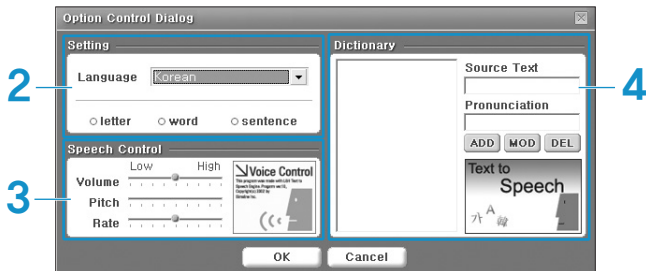 Option Control Dialog
Setting
2
Language Korean
letter word sentence
Speech Control
3
Low High
Volume
Pitch
Rate
Voice Control
Dictionary
4
Source Text
Pronunciation
ADD MOD DEL
Text to
Speech
가 A
OK Cancel